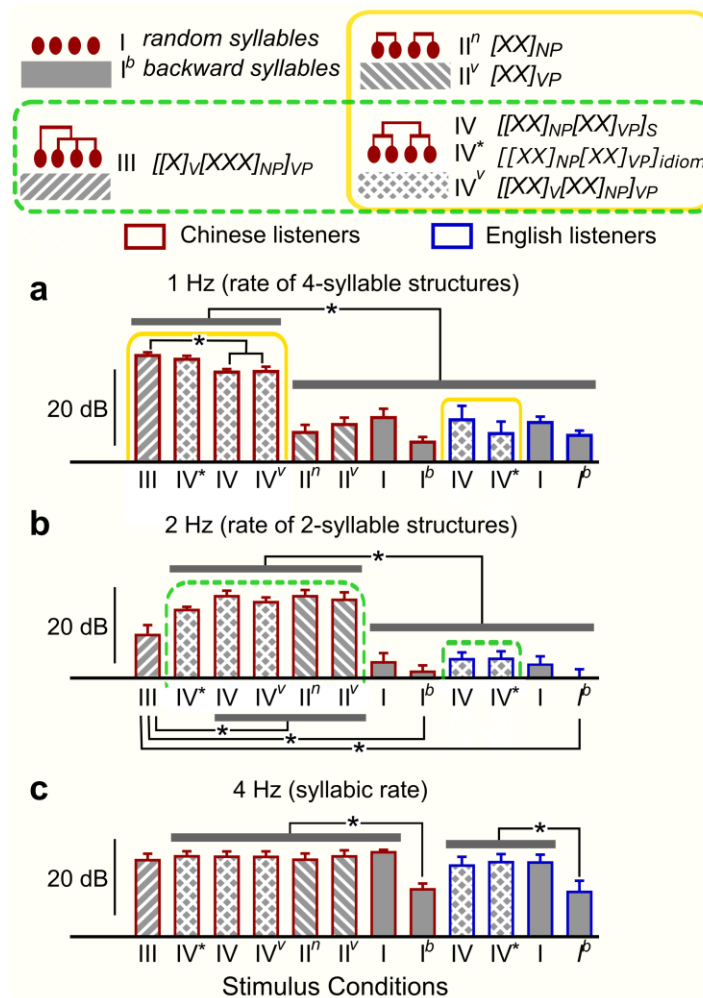 I random syllables
I^b backward syllables
II^n [XX]_NP
II^v [XX]_VP
III [[X]_V[XXX]_NP]_VP
IV [[XX]_NP[XX]_VP]_S
IV* [[XX]_NP[XX]_VP]_idiom
IV^v [[XX]_V[XX]_NP]_VP
Chinese listeners English listeners
a
1 Hz (rate of 4-syllable structures)
*
*
20 dB
III IV* IV IV^v II^n II^v I I^b IV IV* I I^b
b
2 Hz (rate of 2-syllable structures)
*
20 dB
III IV* IV IV^v II^n II^v I I^b IV IV* I I^b
*
*
*
c
4 Hz (syllabic rate)
* *
20 dB
III IV* IV IV^v II^n II^v I I^b IV IV* I I^b
Stimulus Conditions